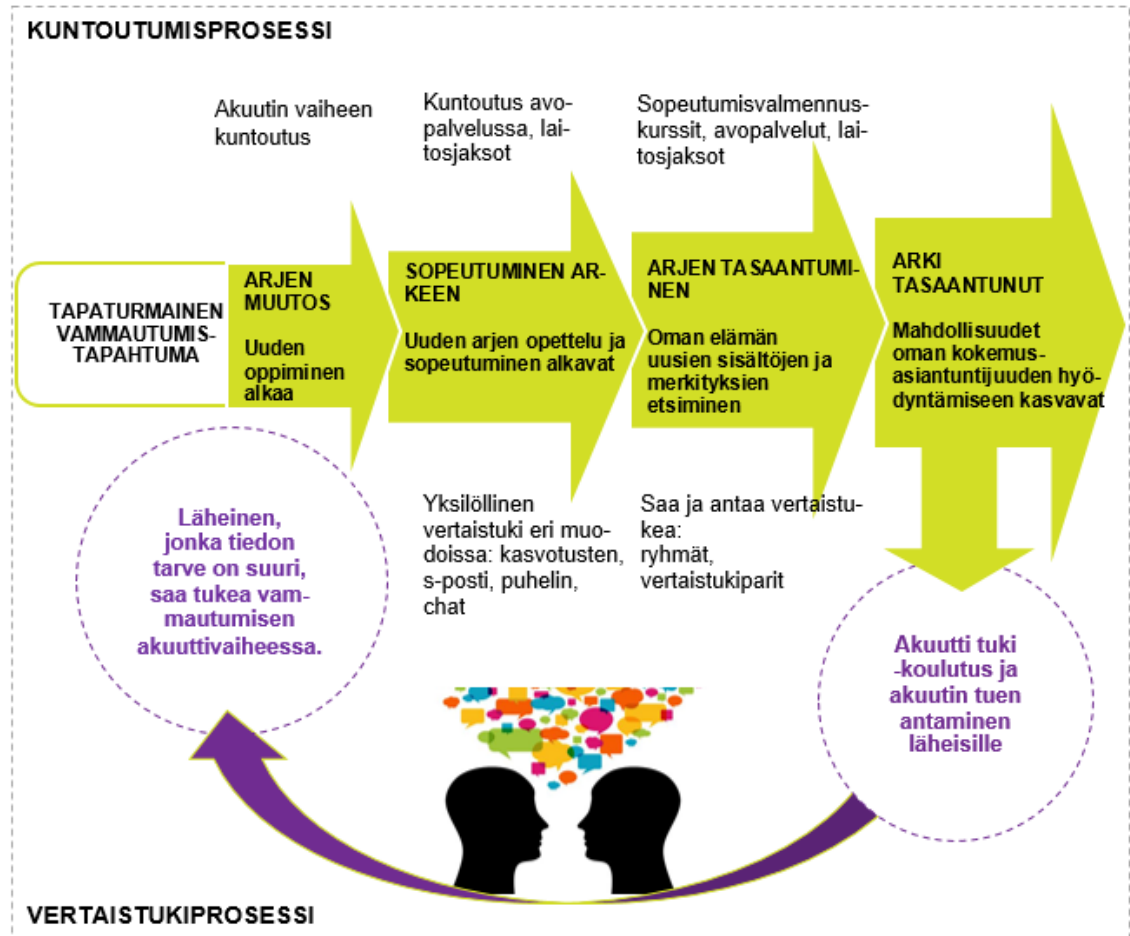 KUNTOUTUMISPROSESSI
Akuutin vaiheen
kuntoutus
Kuntoutus avo-
palvelussa, lai-
tosjaksot
Sopeutumisvalmennus-
kurssit, avopalvelut, lai-
tosjaksot
TAPATURMAINEN
VAMMAUTUMIS-
TAPAHTUMA
ARJEN
MUUTOS
Uuden
oppiminen
alkaa
SOPEUTUMINEN AR-
KEEN
Uuden arjen opettelu ja
sopeutuminen alkavat
ARJEN TASAANTUMI-
NEN
Oman elämän
uusien sisältöjen ja
merkityksien
etsiminen
ARKI
TASAANTUNUT
Mahdollisuudet
oman kokemus-
asiantuntijuuden hyö-
dyntämiseen kasvavat
Läheinen,
jonka tiedon
tarve on suuri,
saa tukea vam-
mautumisen
akuuttivaiheessa.
Yksilöllinen
vertaistuki eri muo-
doissa: kasvotusten,
s-posti, puhelin,
chat
Saa ja antaa vertaistu-
kea:
ryhmät,
vertaistukiparit
Akuutti tuki
-koulutus ja
akuutin tuen
antaminen
läheisille
VERTAISTUKIPROSESSI